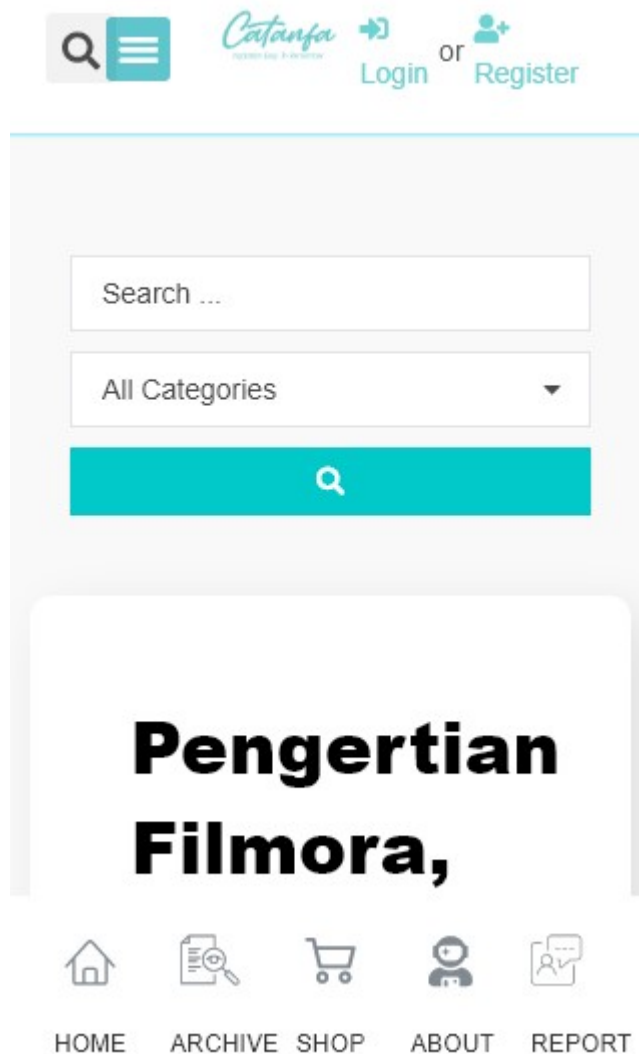 Catanfa
Login
or
Register
Search ...
All Categories
Pengertian
Filmora,
HOME ARCHIVE SHOP ABOUT REPORT